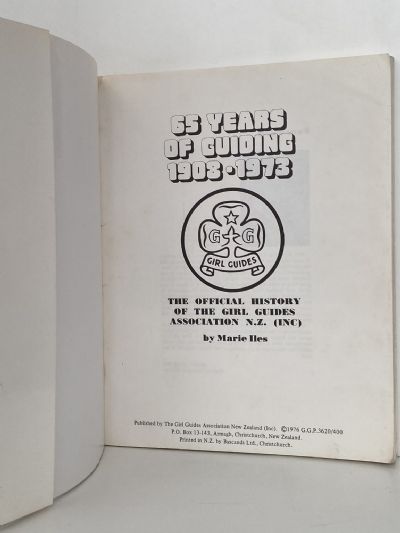 65 YEARS
OF GUIDING
1908·1973
G G
GIRL GUIDES
THE OFFICIAL HISTORY
OF THE GIRL GUIDES
ASSOCIATION N.Z. (INC)
by Marie Iles
Published by The Girl Guides Association New Zealand (Inc). ©1976 G.G.P.3620/400
P.O. Box 13-143, Armagh, Christchurch, New Zealand.
Printed in N.Z. by Bascands Ltd., Christchurch.